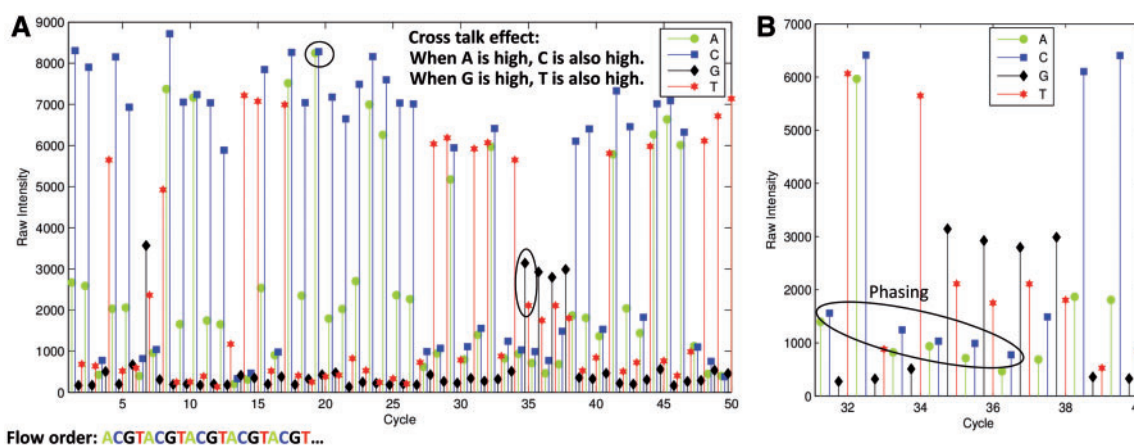 A
B
Cross talk effect:
When A is high, C is also high.
When G is high, T is also high.
A
C
G
T
9000
8000
7000
6000
5000
4000
3000
2000
1000
0
Raw Intensity
5 10 15 20 25 30 35 40 45 50
Cycle
Flow order: ACGTACGTACGTACGTACGT...
A
C
G
T
7000
6000
5000
4000
3000
2000
1000
0
Raw Intensity
Phasing
32 34 36 38
Cycle